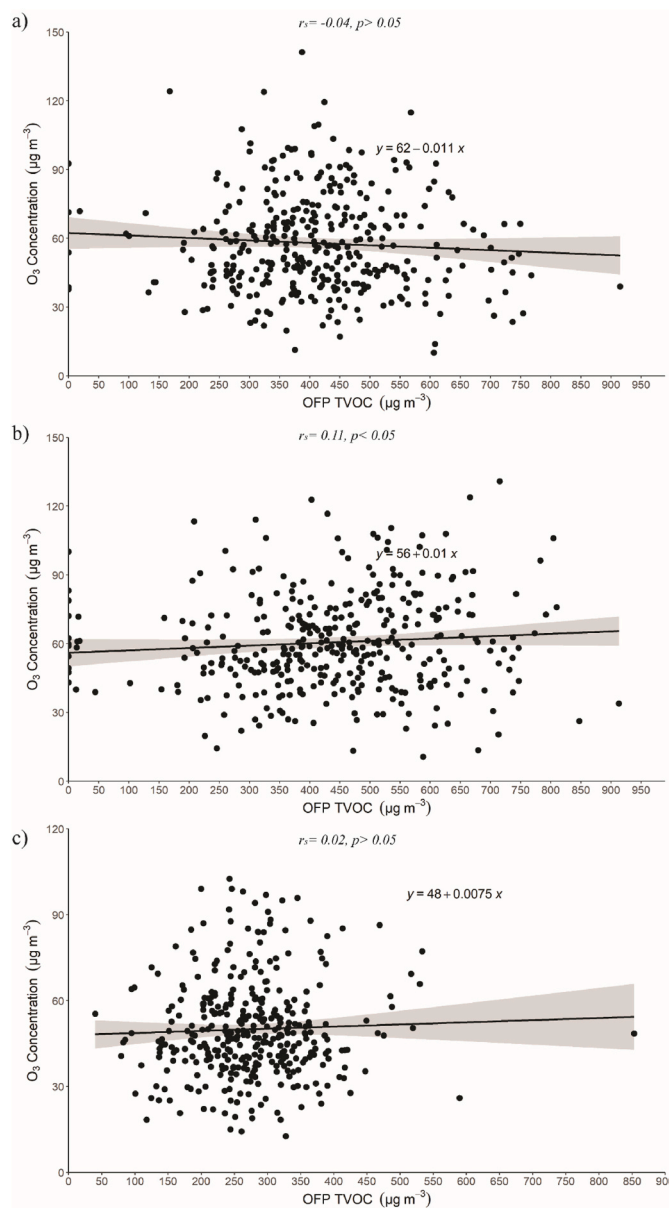 a)
rs= -0.04, p> 0.05
150
120
90
60
30
0
O3 Concentration (µg m−3)
y = 62 − 0.011 x
0 50 100 150 200 250 300 350 400 450 500 550 600 650 700 750 800 850 900 950
OFP TVOC (µg m−3)
b)
rs= 0.11, p< 0.05
150
120
90
60
30
0
O3 Concentration (µg m−3)
y = 56 + 0.01 x
0 50 100 150 200 250 300 350 400 450 500 550 600 650 700 750 800 850 900 950
OFP TVOC (µg m−3)
c)
rs= 0.02, p> 0.05
120
90
60
30
0
O3 Concentration (µg m−3)
y = 48 + 0.0075 x
0 50 100 150 200 250 300 350 400 450 500 550 600 650 700 750 800 850 900
OFP TVOC (µg m−3)